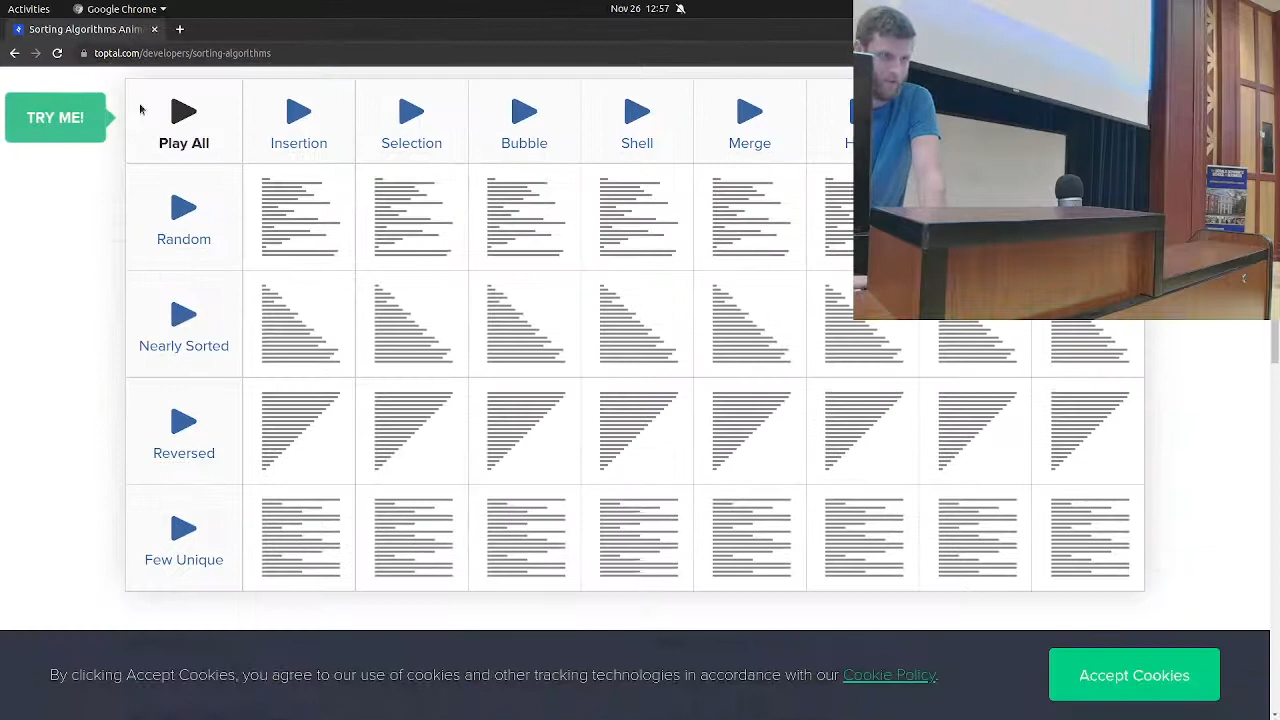 Activities
Google Chrome
Nov 26 12:57
Sorting Algorithms Anim
toptal.com/developers/sorting-algorithms
TRY ME!
Play All
Insertion
Selection
Bubble
Shell
Merge
H
Random
Nearly Sorted
Reversed
Few Unique
By clicking Accept Cookies, you agree to our use of cookies and other tracking technologies in accordance with our Cookie Policy.
Accept Cookies